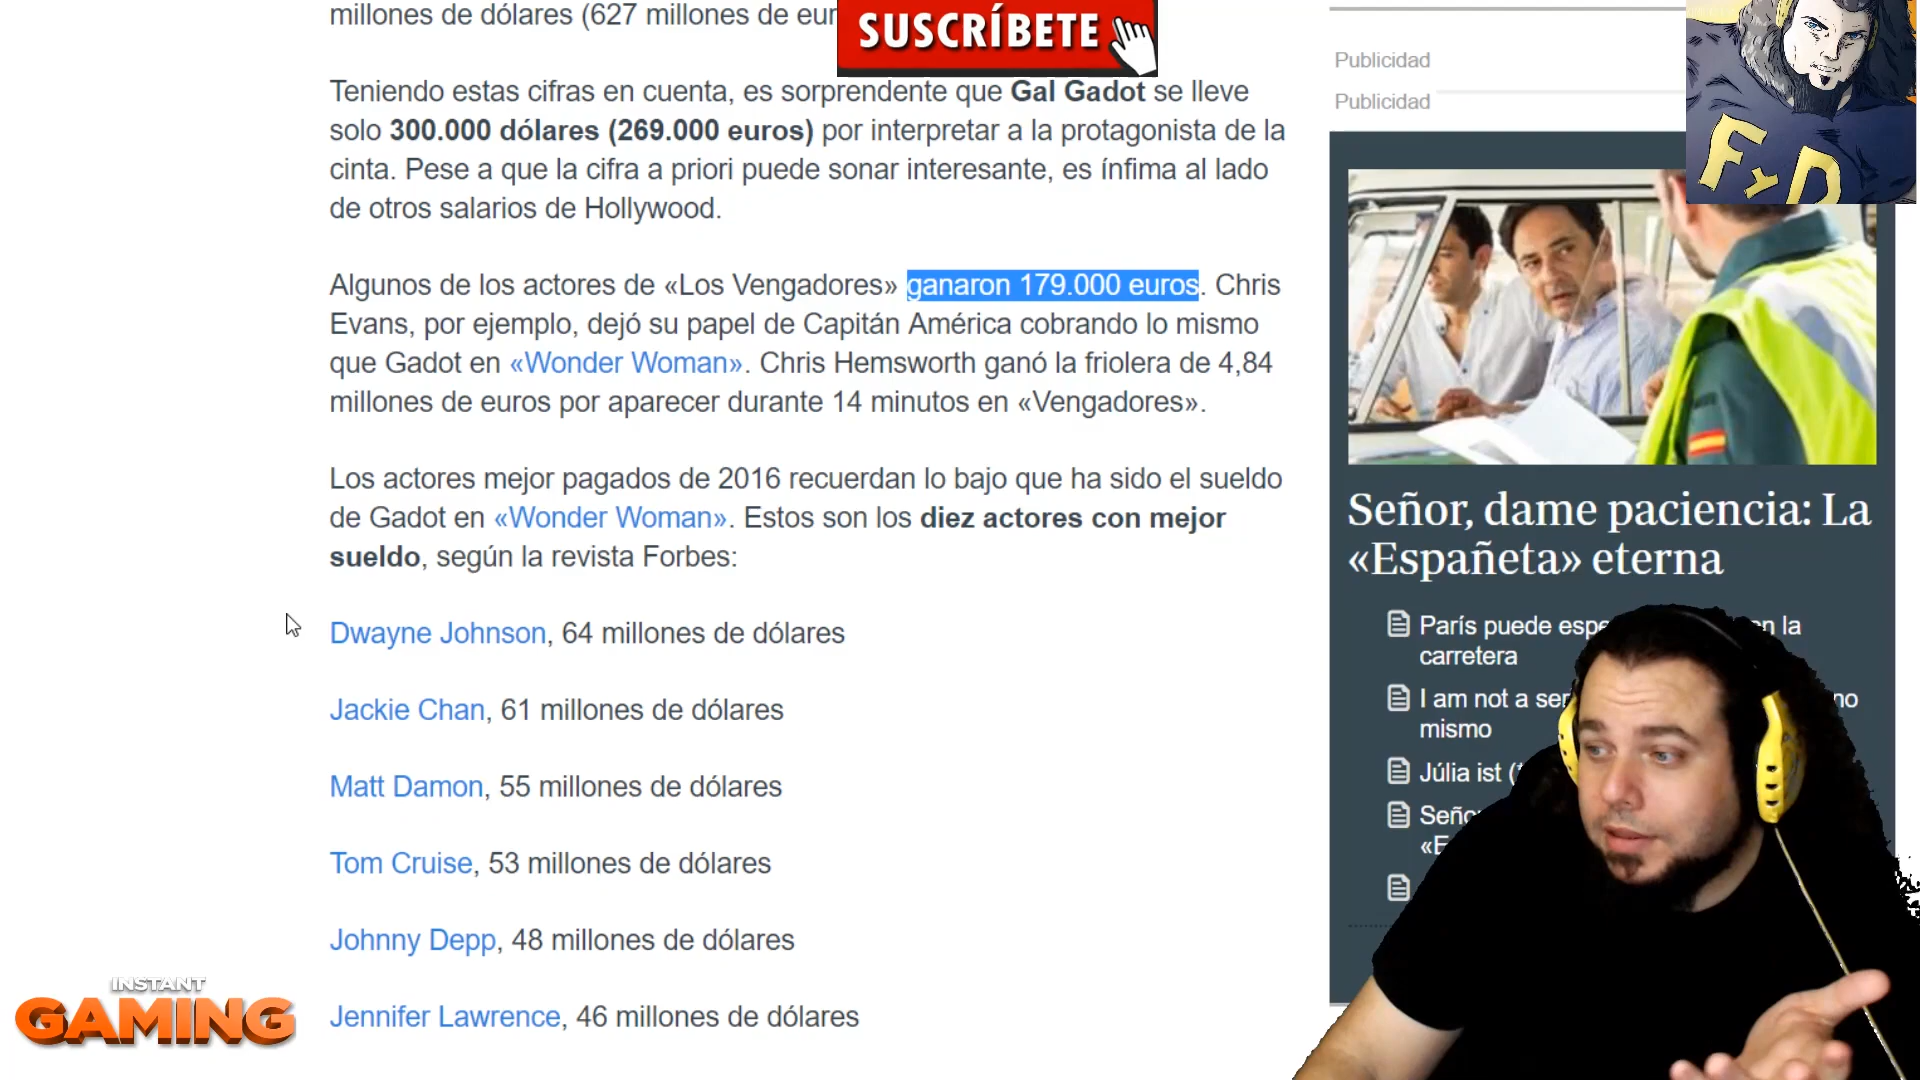 millones de dólares (627 millones de eur
SUSCRÍBETE
Teniendo estas cifras en cuenta, es sorprendente que Gal Gadot se lleve
solo 300.000 dólares (269.000 euros) por interpretar a la protagonista de la
cinta. Pese a que la cifra a priori puede sonar interesante, es ínfima al lado
de otros salarios de Hollywood.
Algunos de los actores de «Los Vengadores» ganaron 179.000 euros. Chris
Evans, por ejemplo, dejó su papel de Capitán América cobrando lo mismo
que Gadot en «Wonder Woman». Chris Hemsworth ganó la friolera de 4,84
millones de euros por aparecer durante 14 minutos en «Vengadores».
Los actores mejor pagados de 2016 recuerdan lo bajo que ha sido el sueldo
de Gadot en «Wonder Woman». Estos son los diez actores con mejor
sueldo, según la revista Forbes:
Dwayne Johnson, 64 millones de dólares
Jackie Chan, 61 millones de dólares
Matt Damon, 55 millones de dólares
Tom Cruise, 53 millones de dólares
Johnny Depp, 48 millones de dólares
Jennifer Lawrence, 46 millones de dólares
INSTANT
GAMING
Publicidad
Publicidad
F y D
Señor, dame paciencia: La
«Españeta» eterna
París puede espe n la
carretera
I am not a ser no
mismo
Júlia ist (
Seño
«E